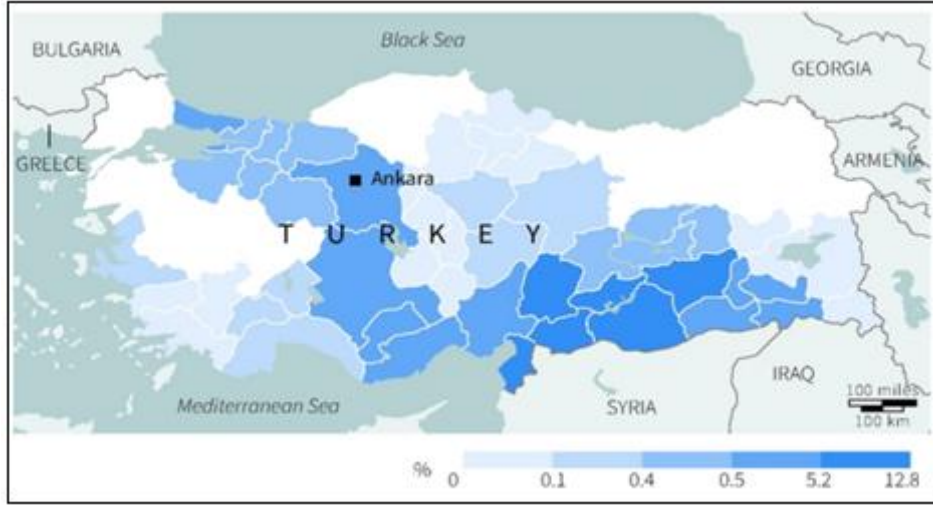 Black Sea
BULGARIA
GEORGIA
GREECE
ARMENIA
Ankara
TURKEY
IRAQ
100 miles
100 km
Mediterranean Sea
SYRIA
% 0 0.1 0.4 0.5 5.2 12.8